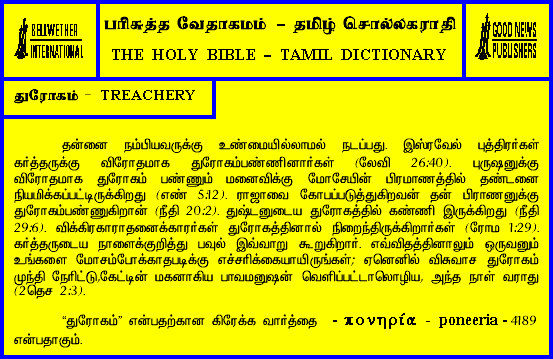 BELLWETHER
INTERNATIONAL
பரிசுத்த வேதாகமம் - தமிழ் சொல்லகராதி
THE HOLY BIBLE - TAMIL DICTIONARY
GOOD NEWS
PUBLISHERS
துரோகம் - TREACHERY
தன்னை நம்பியவருக்கு உண்மையில்லாமல் நடப்பது. இஸ்ரவேல் புத்திரர்கள்
கர்த்தருக்கு விரோதமாக துரோகம்பண்ணினார்கள் (லேவி 26:40). புருஷனுக்கு
விரோதமாக துரோகம் பண்ணும் மனைவிக்கு மோசேயின் பிரமாணத்தில் தண்டனை
நியமிக்கப்பட்டிருக்கிறது (எண் 5:12). ராஜாவை கோபப்படுத்துகிறவன் தன் பிராணனுக்கு
துரோகம்பண்ணுகிறான் (நீதி 20:2). துஷ்டனுடைய துரோகத்தில் கண்ணி இருக்கிறது (நீதி
29:6). விக்கிரகாராதனைக்காரர்கள் துரோகத்தினால் நிறைந்திருக்கிறார்கள் (ரோம 1:29).
கர்த்தருடைய நாளைக்குறித்து பவுல் இவ்வாறு கூறுகிறார். எவ்விதத்தினாலும் ஒருவனும்
உங்களை மோசம்போக்காதபடிக்கு எச்சரிக்கையாயிருங்கள்; ஏனெனில் விசுவாச துரோகம்
முந்தி நேரிட்டு,கேட்டின் மகனாகிய பாவமனுஷன் வெளிப்பட்டாலொழிய, அந்த நாள் வராது
(2தெச 2:3).
“துரோகம்” என்பதற்கான கிரேக்க வார்த்தை - πονηρία - poneeria - 4189
என்பதாகும்.